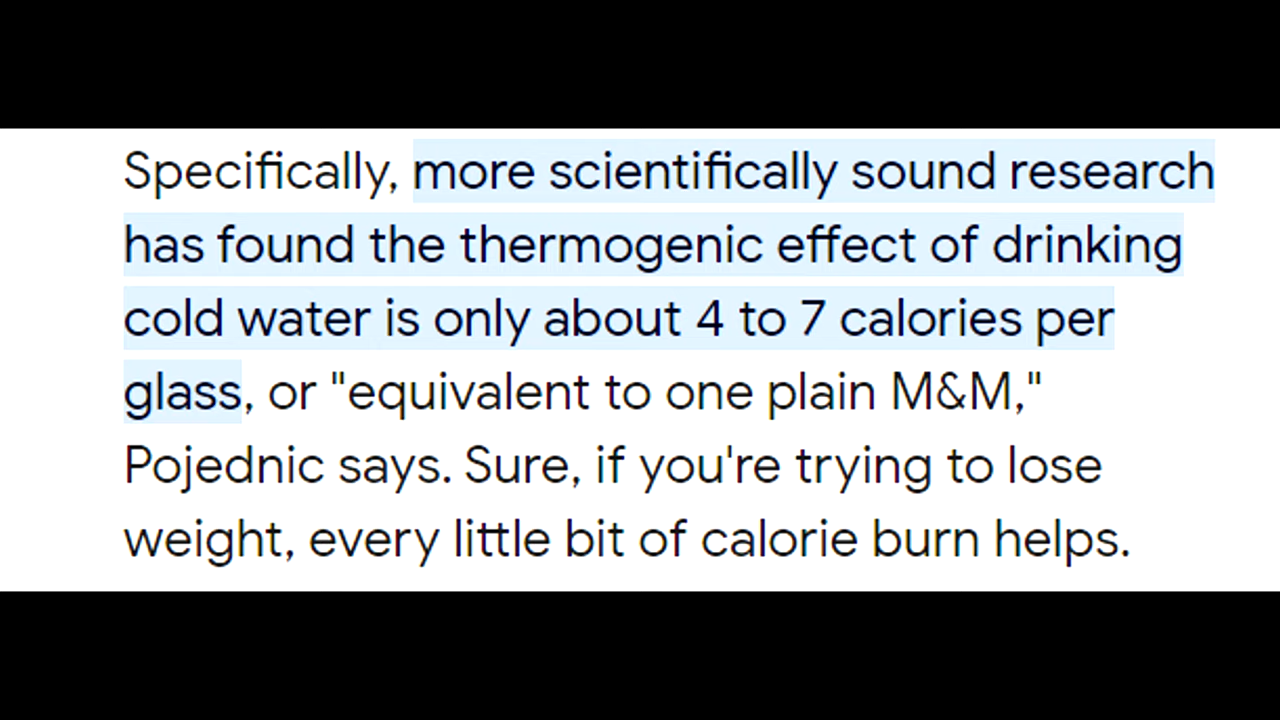 Specifically, more scientifically sound research
has found the thermogenic effect of drinking
cold water is only about 4 to 7 calories per
glass, or "equivalent to one plain M&M,"
Pojednic says. Sure, if you're trying to lose
weight, every little bit of calorie burn helps.